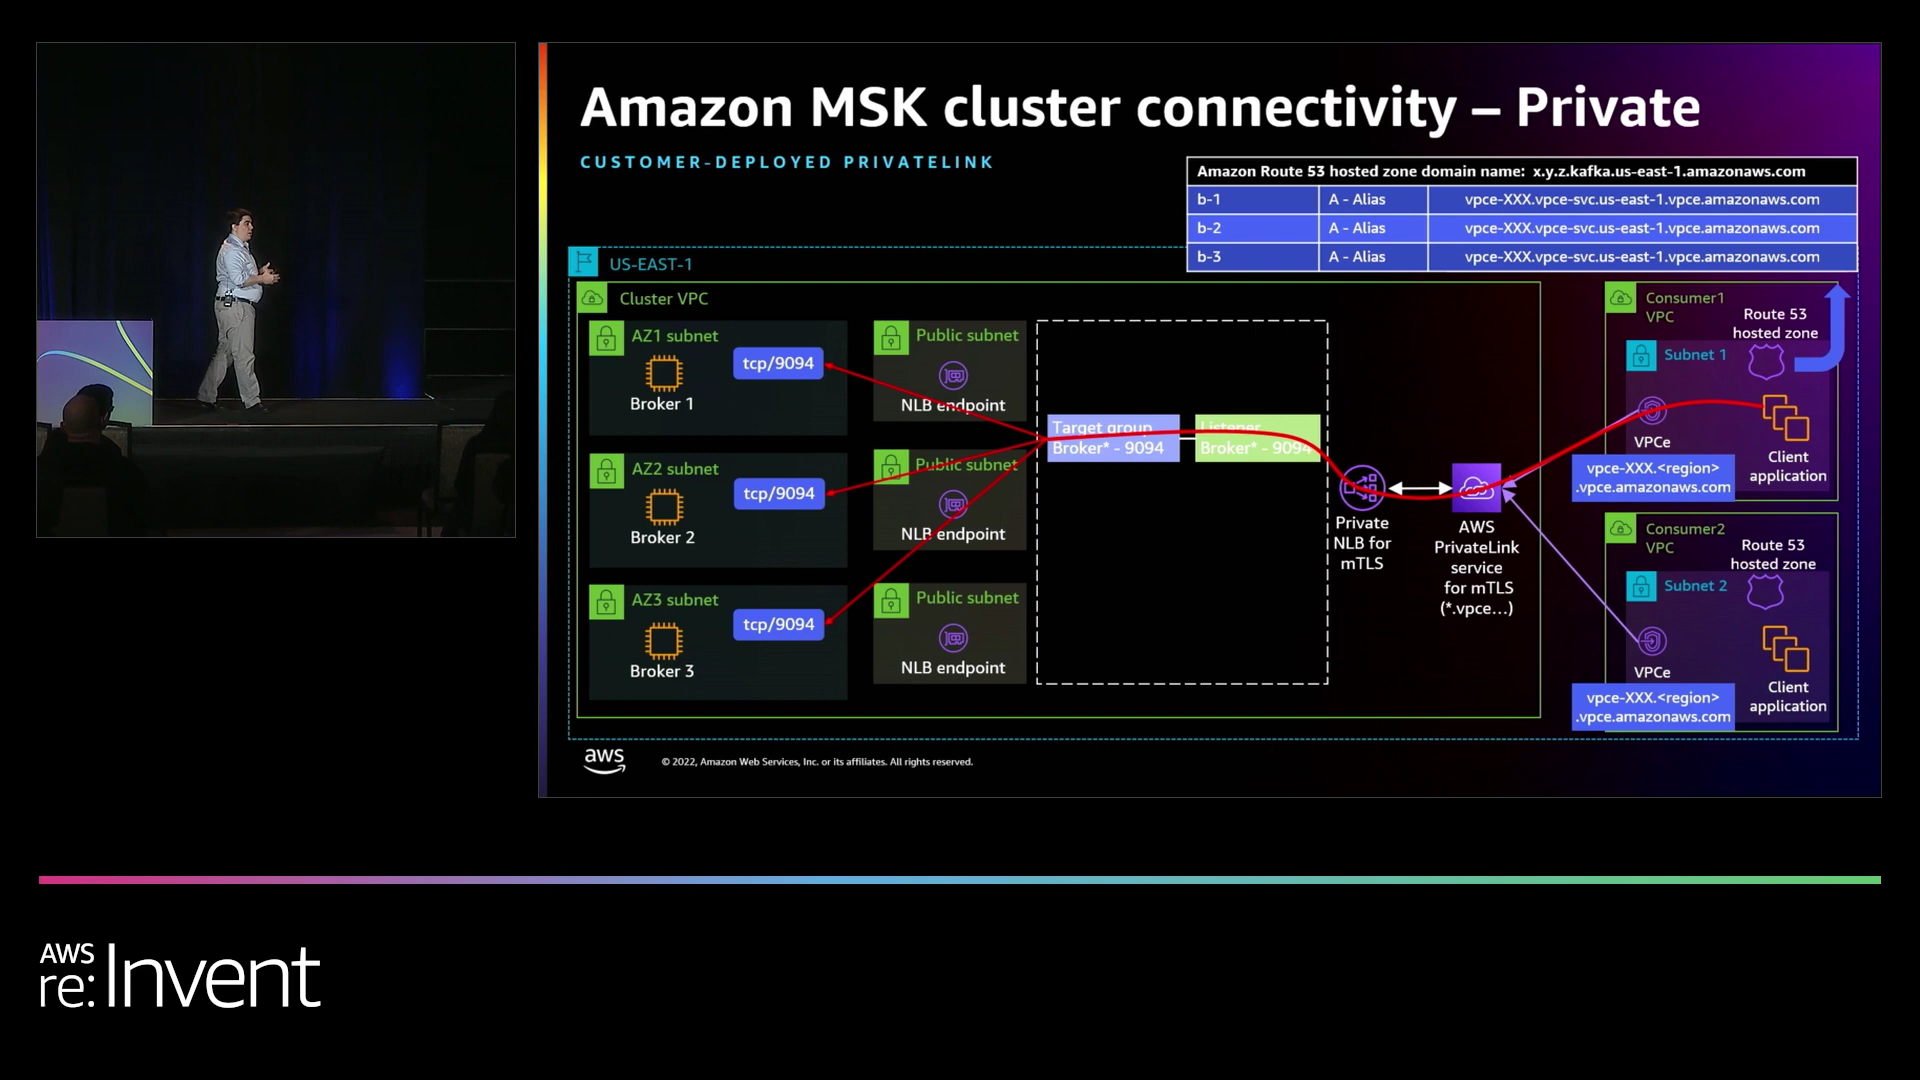 Amazon MSK cluster connectivity – Private
CUSTOMER-DEPLOYED PRIVATELINK
Amazon Route 53 hosted zone domain name: x.y.z.kafka.us-east-1.amazonaws.com
b-1 A - Alias vpce-XXX.vpce-svc.us-east-1.vpce.amazonaws.com
b-2 A - Alias vpce-XXX.vpce-svc.us-east-1.vpce.amazonaws.com
b-3 A - Alias vpce-XXX.vpce-svc.us-east-1.vpce.amazonaws.com
US-EAST-1
Cluster VPC
AZ1 subnet
tcp/9094
Broker 1
AZ2 subnet
tcp/9094
Broker 2
AZ3 subnet
tcp/9094
Broker 3
Public subnet
NLB endpoint
Public subnet
NLB endpoint
Public subnet
NLB endpoint
Target group
Broker* - 9094
Listener
Broker* - 9094
Private
NLB for
mTLS
AWS
PrivateLink
service
for mTLS
(*.vpce...)
Consumer1
VPC
Route 53
hosted zone
Subnet 1
VPCe
vpce-XXX.<region>
.vpce.amazonaws.com
Client
application
Consumer2
VPC
Route 53
hosted zone
Subnet 2
VPCe
vpce-XXX.<region>
.vpce.amazonaws.com
Client
application
aws
© 2022, Amazon Web Services, Inc. or its affiliates. All rights reserved.
AWS
re:Invent